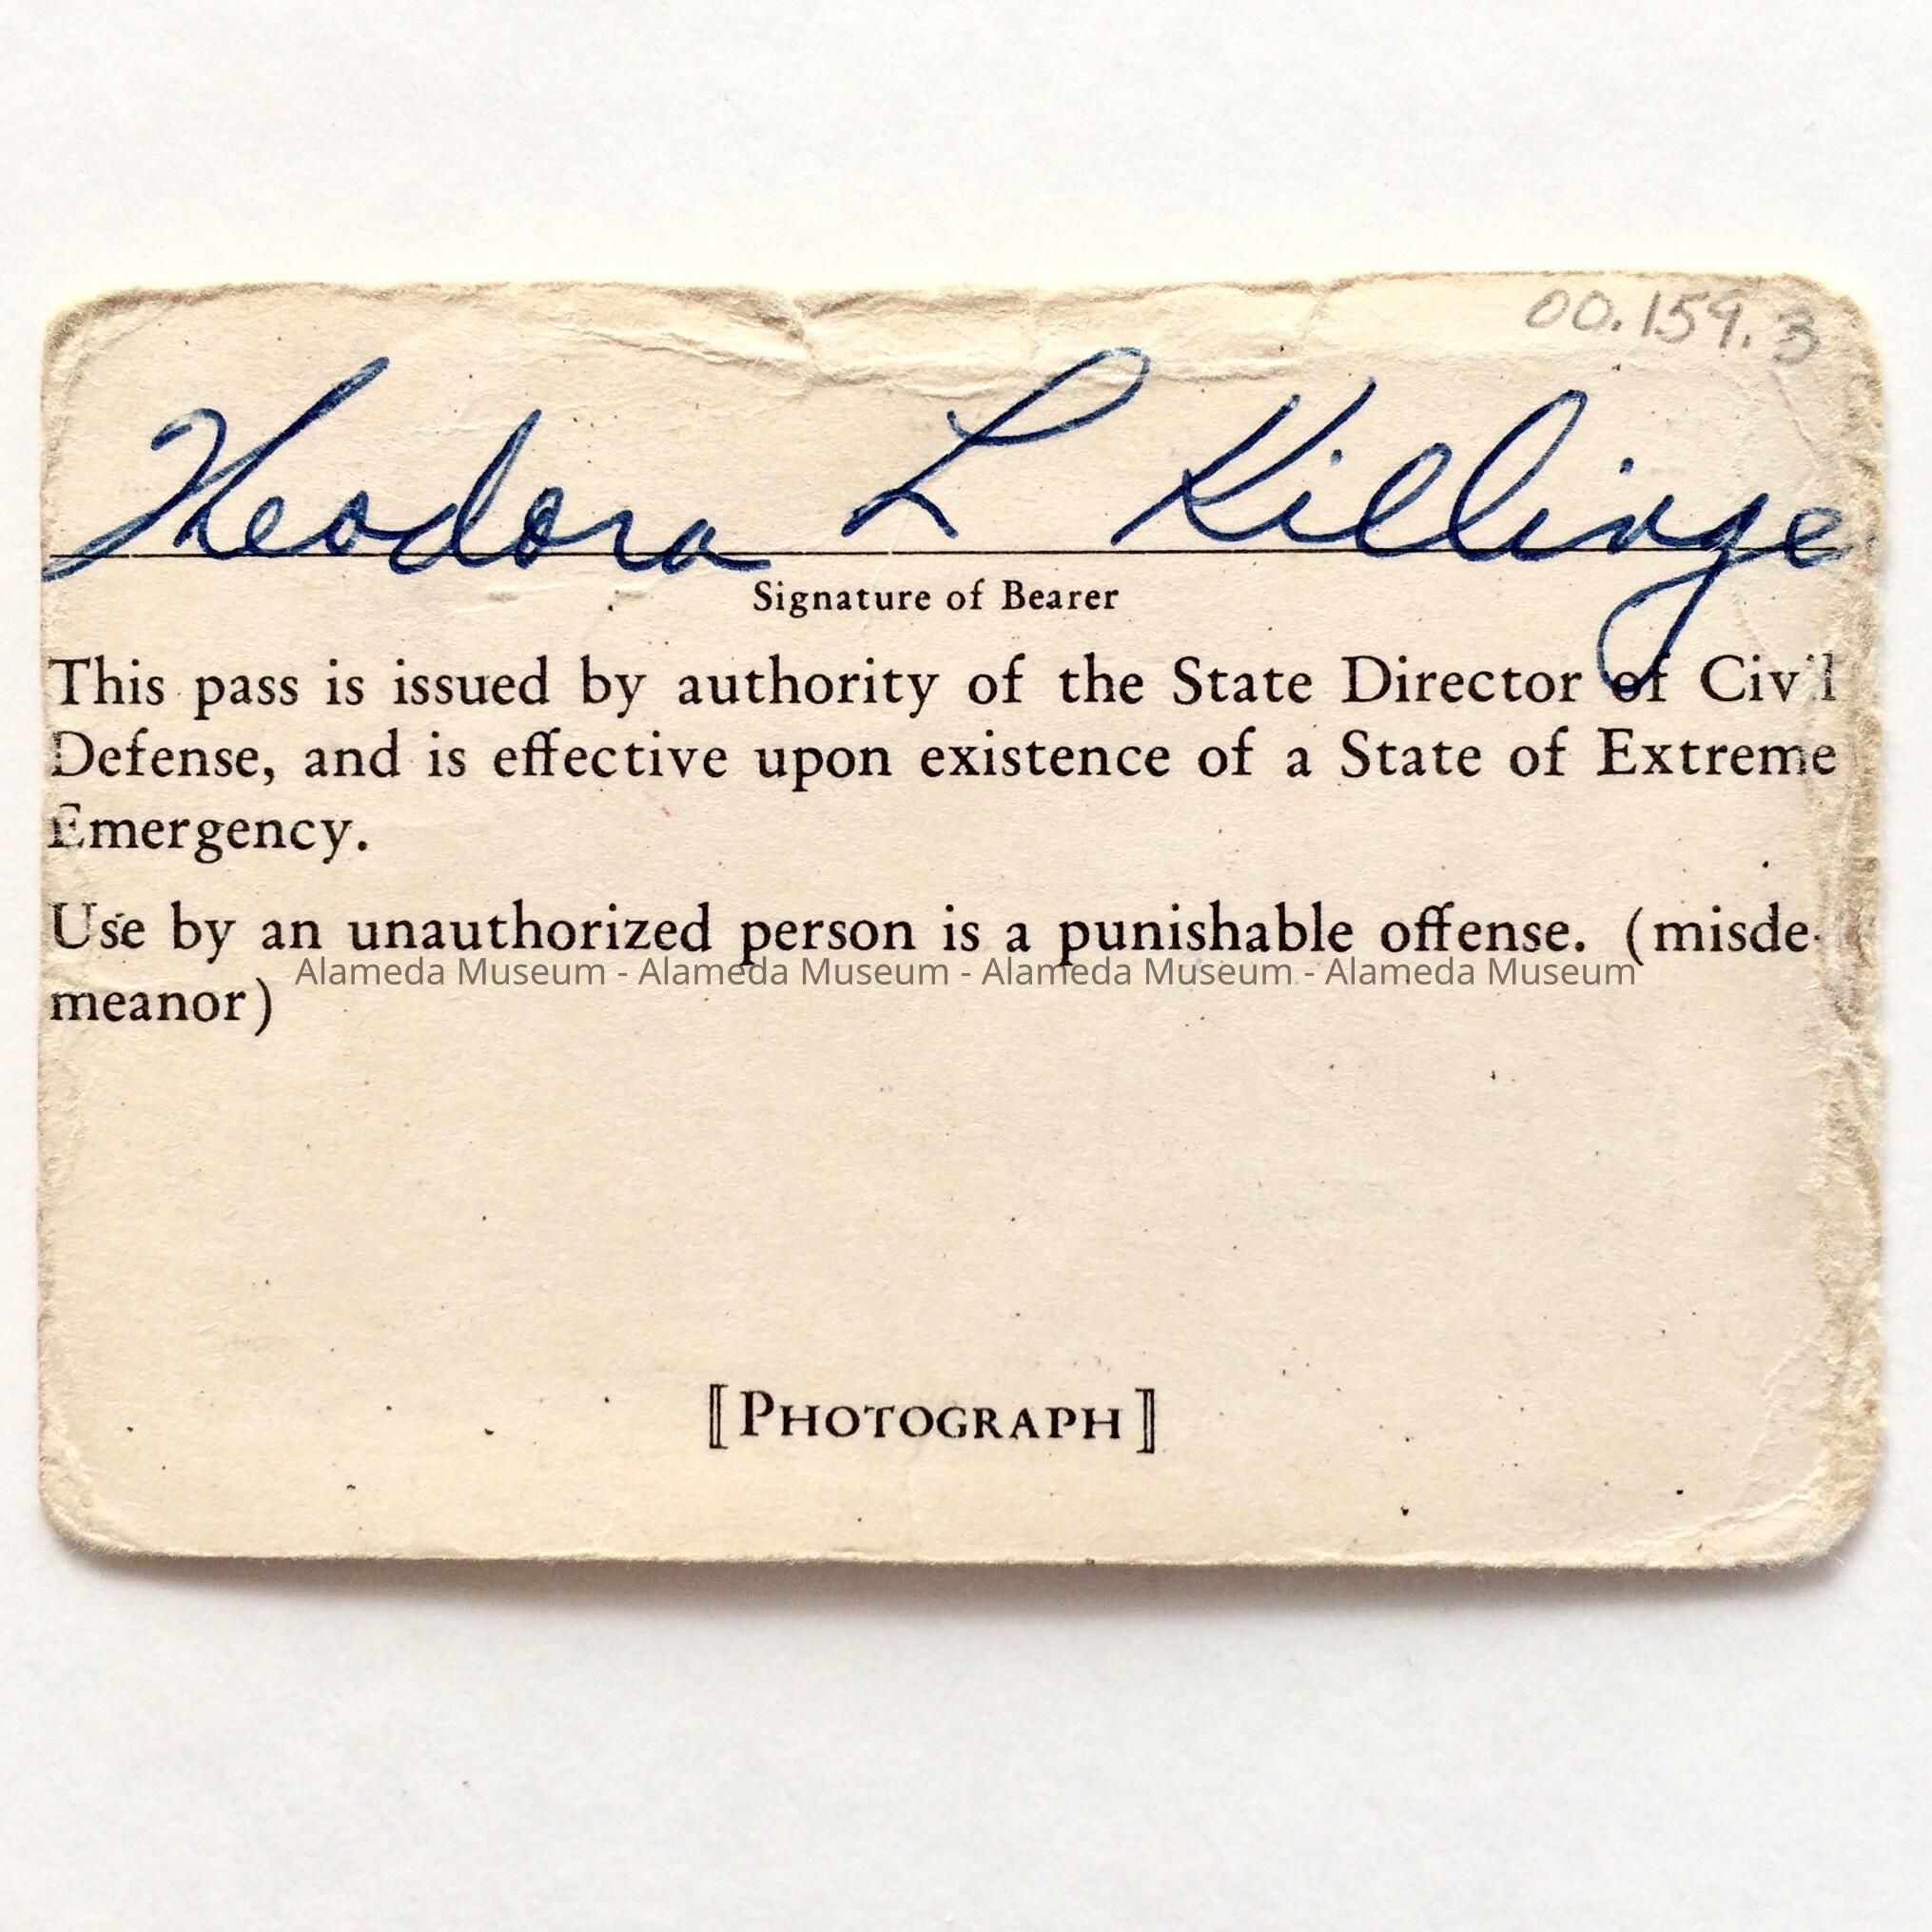 00.159.3
Theodora L Killinge
Signature of Bearer
This pass is issued by authority of the State Director of Civil
Defense, and is effective upon existence of a State of Extreme
Emergency.
Use by an unauthorized person is a punishable offense. (misde-
Alameda Museum - Alameda Museum - Alameda Museum - Alameda Museum
meanor)
[PHOTOGRAPH]